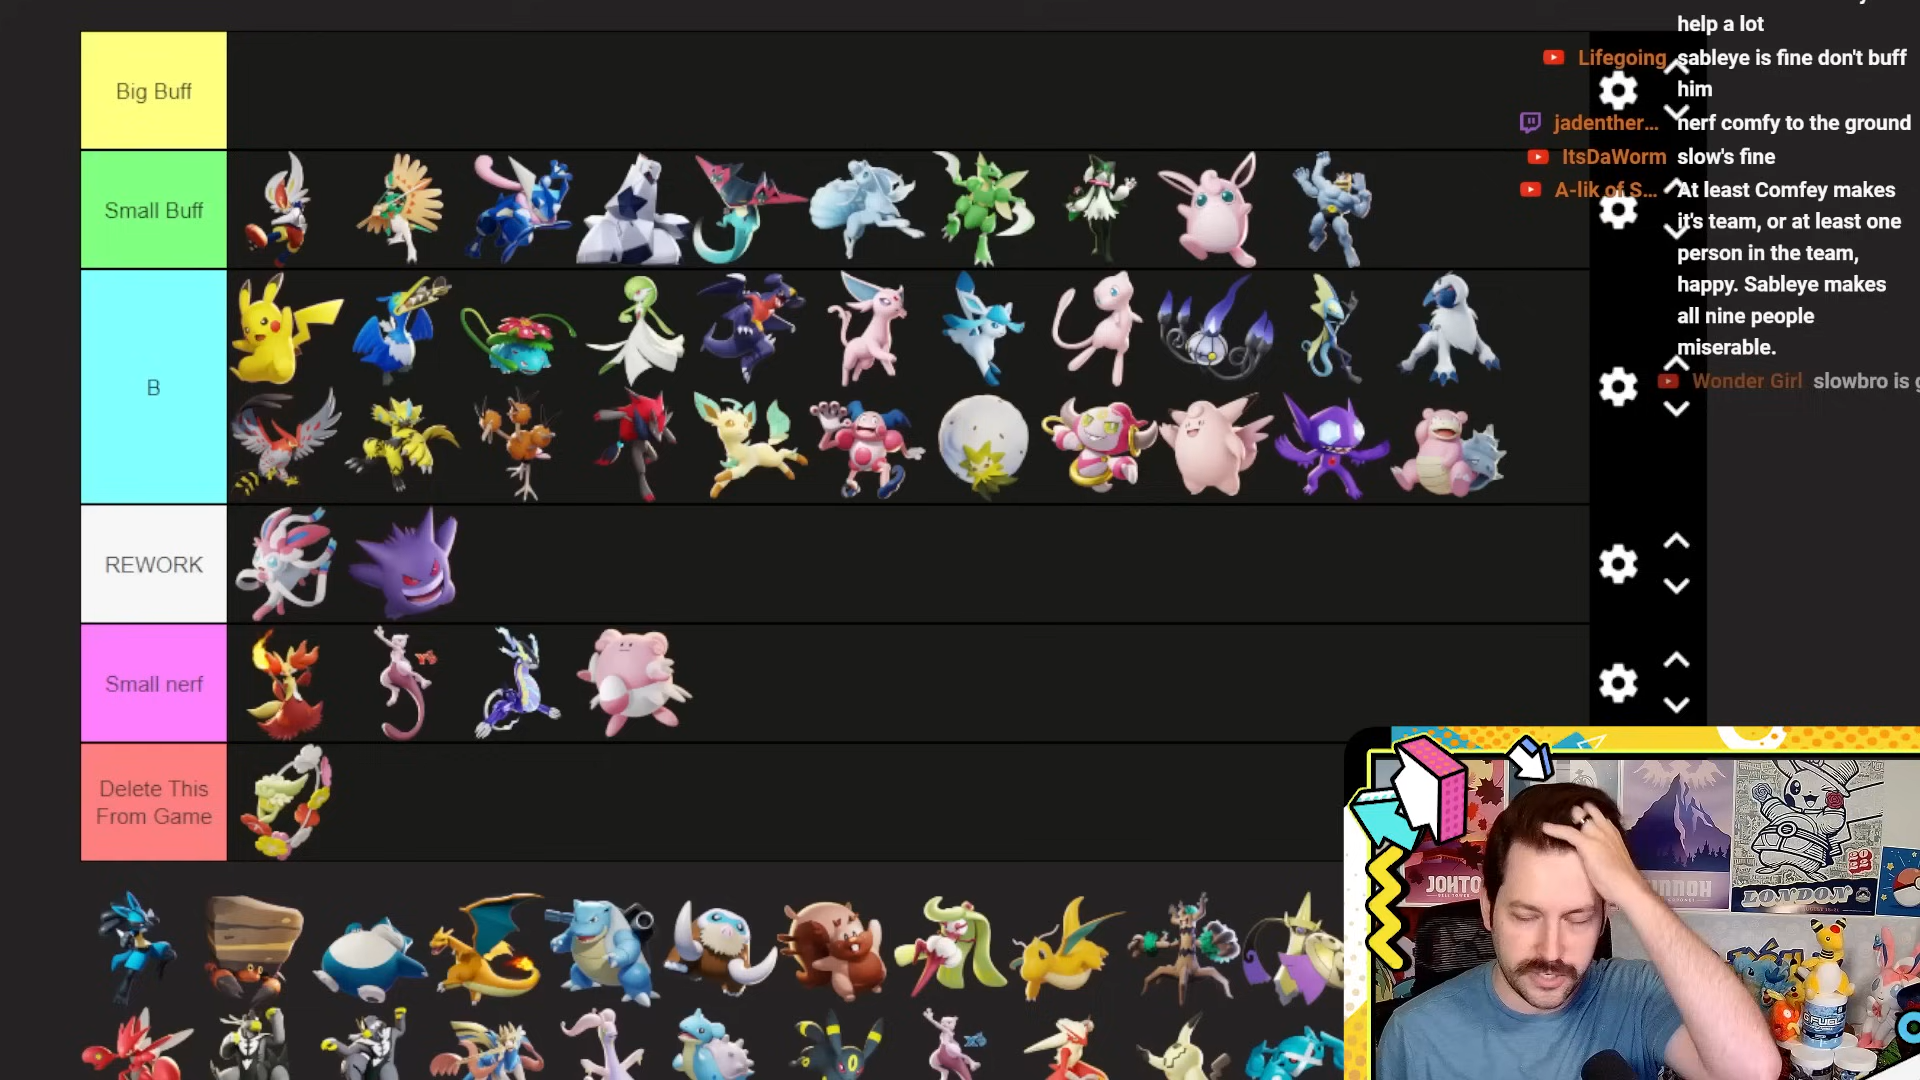 help a lot
Lifegoing sableye is fine don't buff
him
jadenther... nerf comfy to the ground
ItsDaWorm slow's fine
A-lik of S... At least Comfey makes
it's team, or at least one
person in the team,
happy. Sableye makes
all nine people
miserable.
Wonder Girl slowbro is
Big Buff
Small Buff
B
REWORK
Small nerf
Delete This
From Game
JOHTO
LONDON
2022
G FUEL